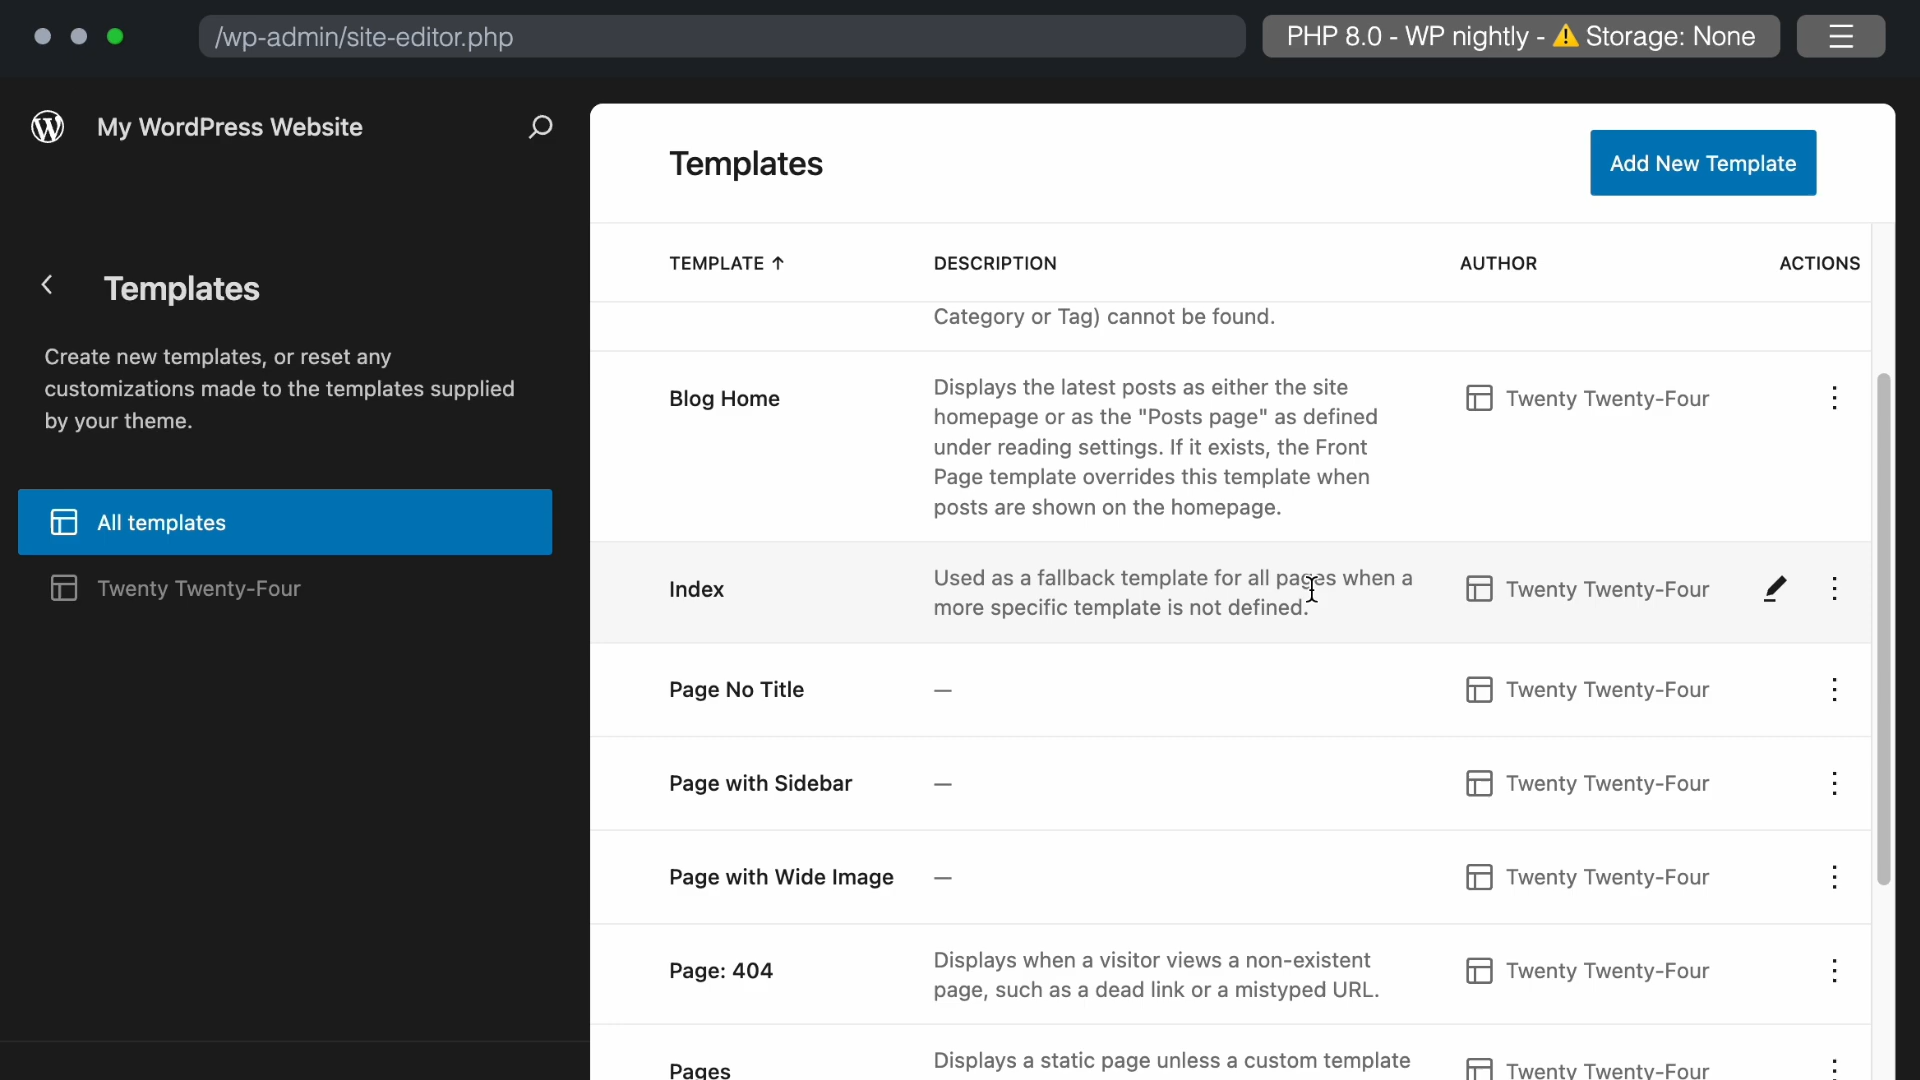 /wp-admin/site-editor.php
PHP 8.0 - WP nightly - ⚠️ Storage: None
My WordPress Website
Templates
Create new templates, or reset any
customizations made to the templates supplied
by your theme.
All templates
Twenty Twenty-Four
Templates
Add New Template
TEMPLATE ↑ DESCRIPTION AUTHOR ACTIONS
Category or Tag) cannot be found.
Blog Home
Displays the latest posts as either the site
homepage or as the "Posts page" as defined
under reading settings. If it exists, the Front
Page template overrides this template when
posts are shown on the homepage.
Twenty Twenty-Four
Index
Used as a fallback template for all pages when a
more specific template is not defined.
Twenty Twenty-Four
Page No Title — Twenty Twenty-Four
Page with Sidebar — Twenty Twenty-Four
Page with Wide Image — Twenty Twenty-Four
Page: 404
Displays when a visitor views a non-existent
page, such as a dead link or a mistyped URL.
Twenty Twenty-Four
Pages
Displays a static page unless a custom template
Twenty Twenty-Four